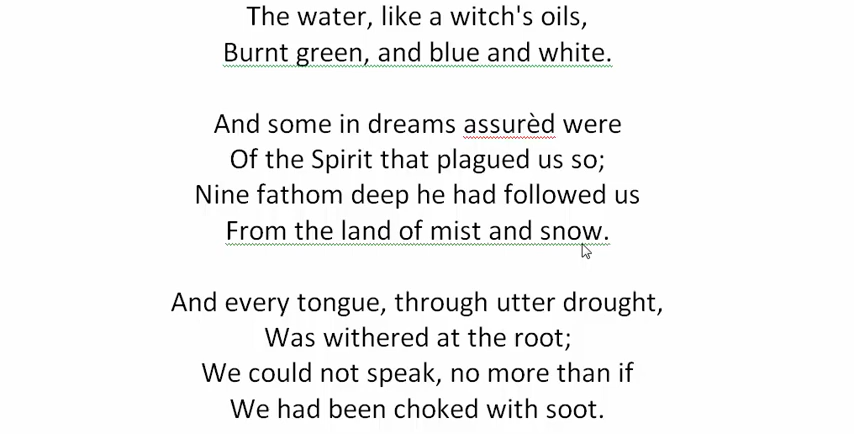 The water, like a witch's oils,
Burnt green, and blue and white.
And some in dreams assurèd were
Of the Spirit that plagued us so;
Nine fathom deep he had followed us
From the land of mist and snow.
And every tongue, through utter drought,
Was withered at the root;
We could not speak, no more than if
We had been choked with soot.